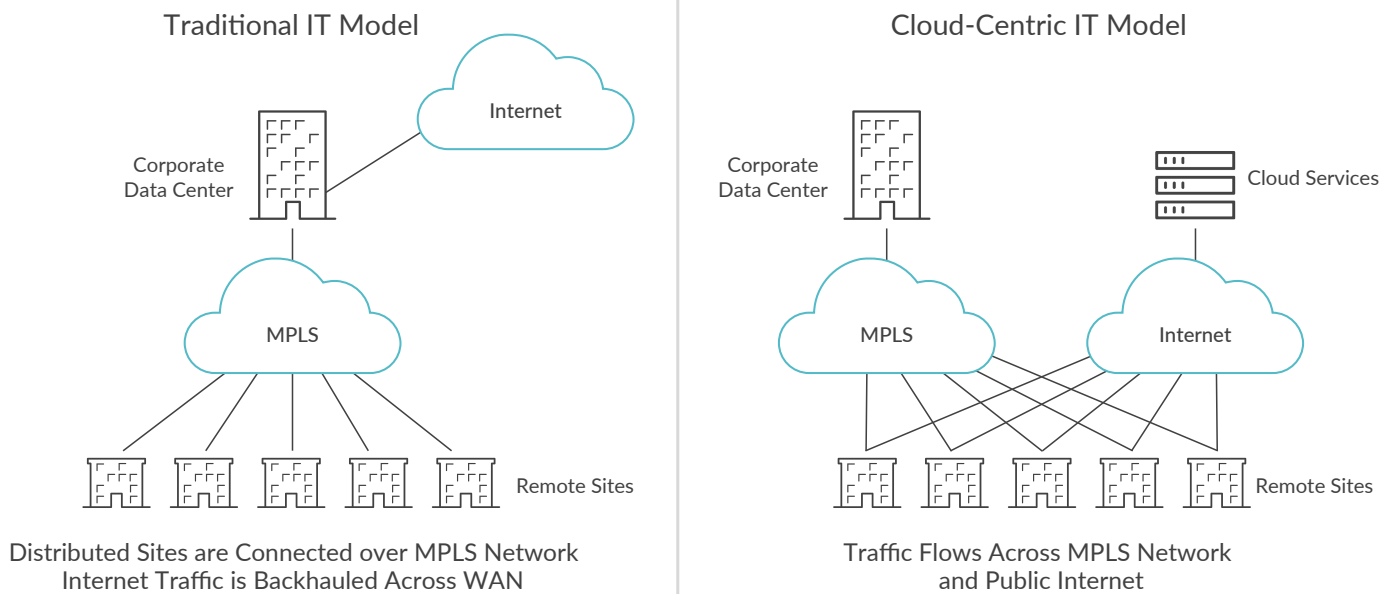 Traditional IT Model
Internet
Corporate
Data Center
MPLS
Remote Sites
Distributed Sites are Connected over MPLS Network
Internet Traffic is Backhauled Across WAN
Cloud-Centric IT Model
Corporate
Data Center
Cloud Services
MPLS
Internet
Remote Sites
Traffic Flows Across MPLS Network
and Public Internet